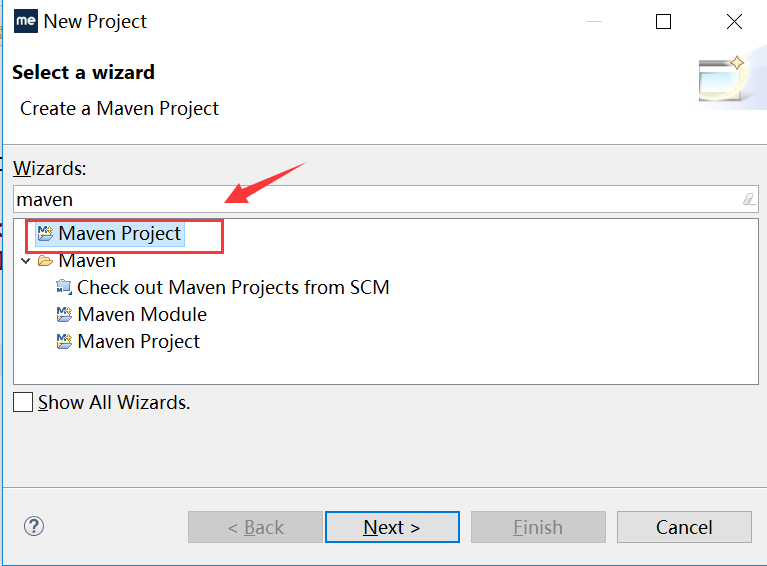 me New Project
Select a wizard
Create a Maven Project
Wizards:
maven
Maven Project
Maven
Check out Maven Projects from SCM
Maven Module
Maven Project
Show All Wizards.
< Back Next > Finish Cancel